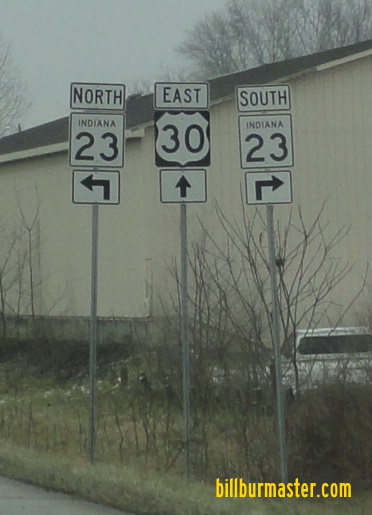 NORTH
INDIANA
23
EAST
30
SOUTH
INDIANA
23
billburmaster.com